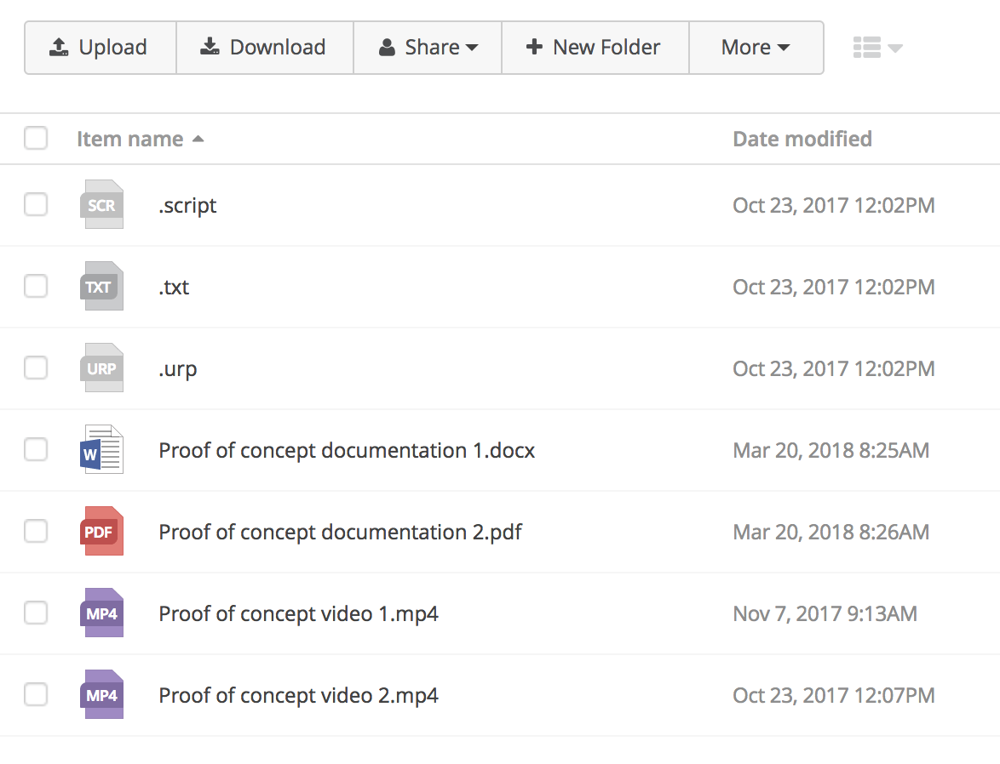 Upload Download Share New Folder More
Item name Date modified
SCR .script Oct 23, 2017 12:02PM
TXT .txt Oct 23, 2017 12:02PM
URP .urp Oct 23, 2017 12:02PM
W Proof of concept documentation 1.docx Mar 20, 2018 8:25AM
PDF Proof of concept documentation 2.pdf Mar 20, 2018 8:26AM
MP4 Proof of concept video 1.mp4 Nov 7, 2017 9:13AM
MP4 Proof of concept video 2.mp4 Oct 23, 2017 12:07PM